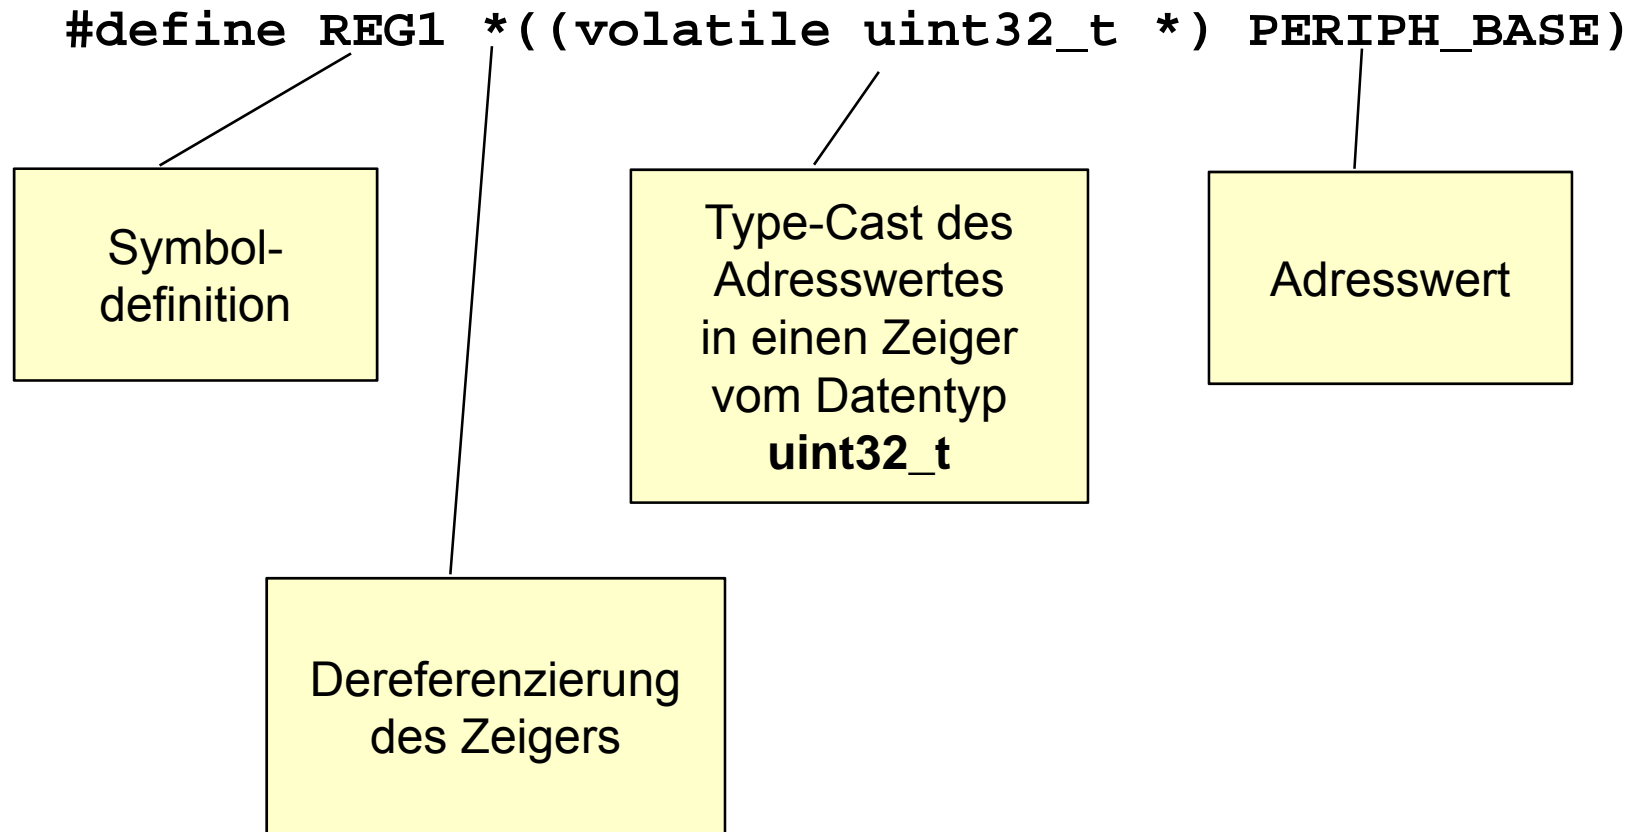 #define REG1 *((volatile uint32_t *) PERIPH_BASE)
Symbol-
definition
Type-Cast des
Adresswertes
in einen Zeiger
vom Datentyp
uint32_t
Adresswert
Dereferenzierung
des Zeigers